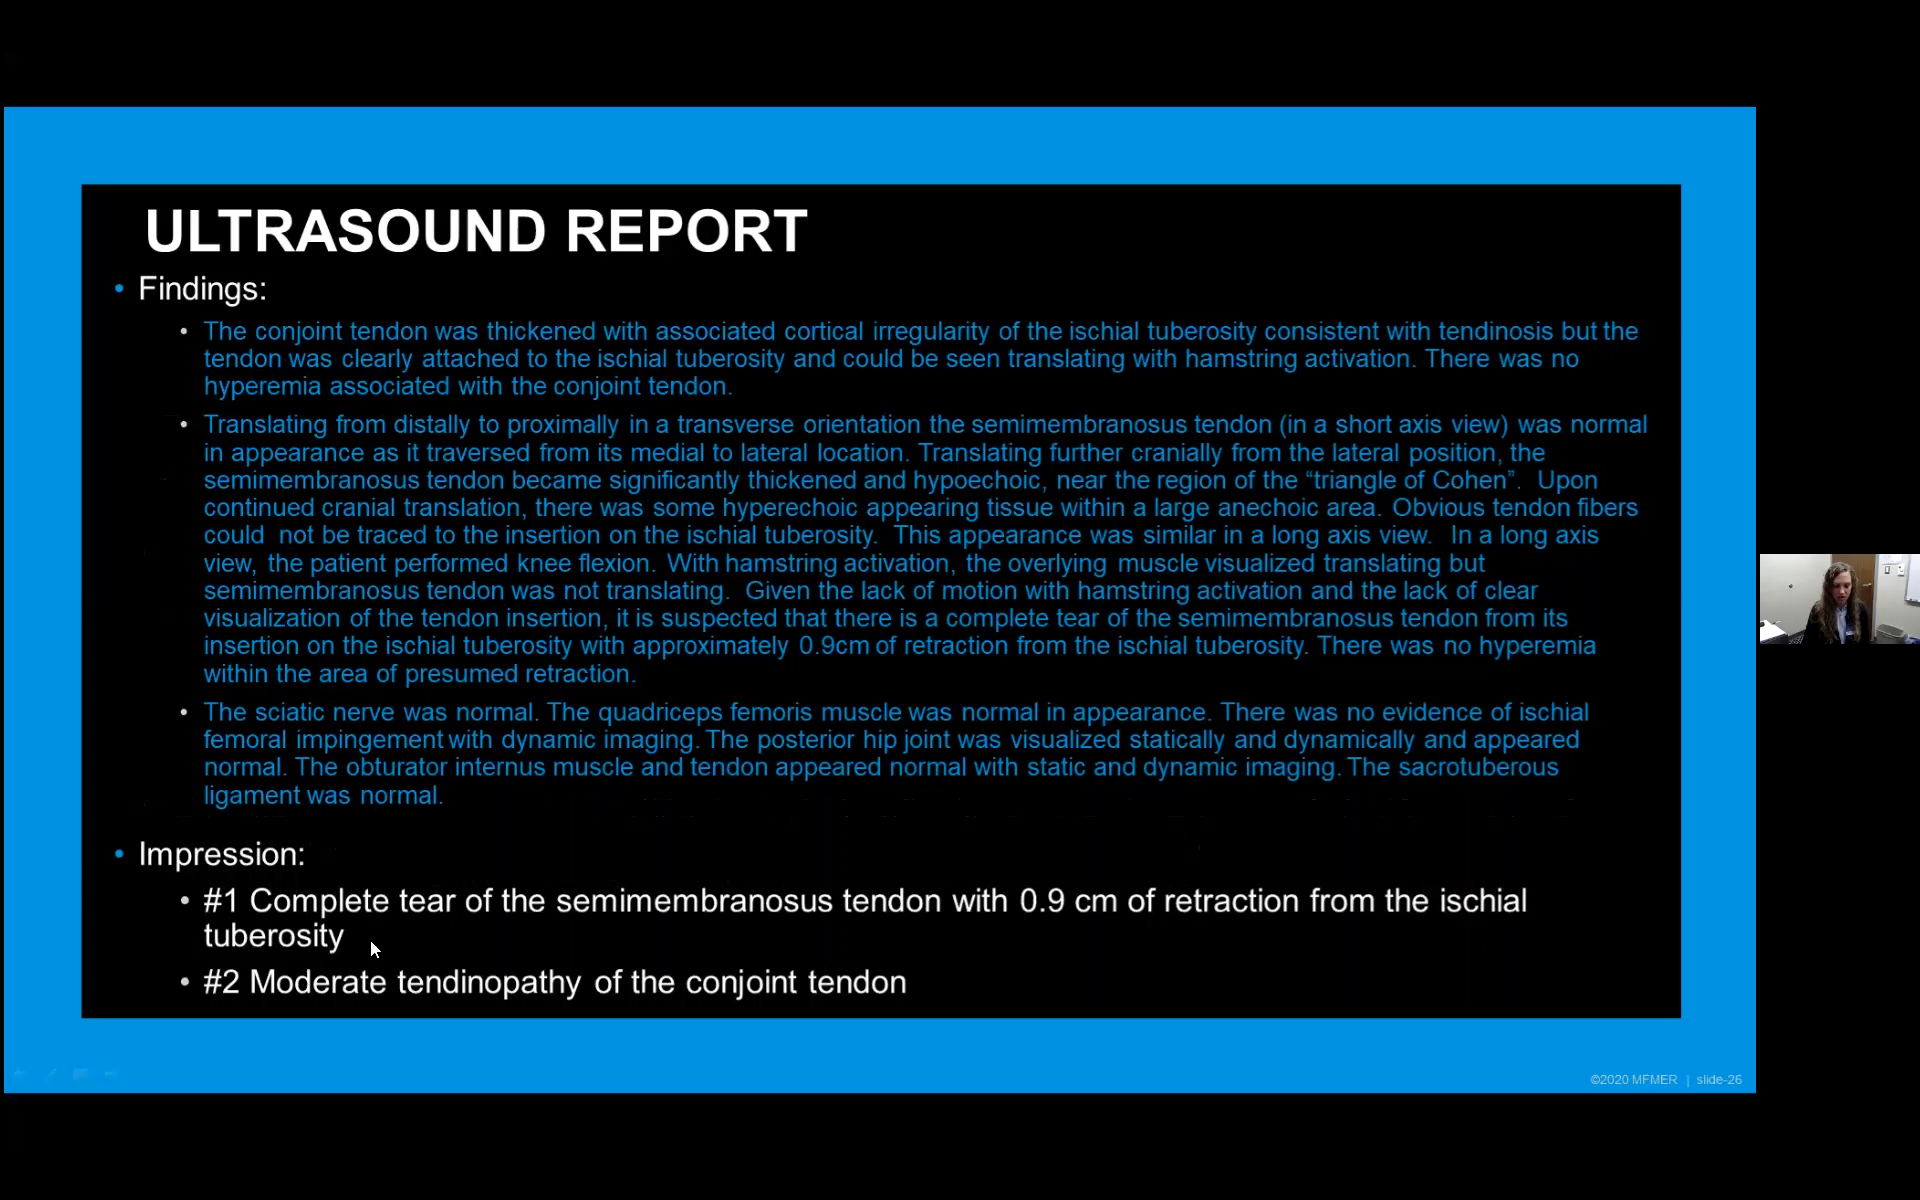 ULTRASOUND REPORT
• Findings:
• The conjoint tendon was thickened with associated cortical irregularity of the ischial tuberosity consistent with tendinosis but the
tendon was clearly attached to the ischial tuberosity and could be seen translating with hamstring activation. There was no
hyperemia associated with the conjoint tendon.
• Translating from distally to proximally in a transverse orientation the semimembranosus tendon (in a short axis view) was normal
in appearance as it traversed from its medial to lateral location. Translating further cranially from the lateral position, the
semimembranosus tendon became significantly thickened and hypoechoic, near the region of the “triangle of Cohen”. Upon
continued cranial translation, there was some hyperechoic appearing tissue within a large anechoic area. Obvious tendon fibers
could not be traced to the insertion on the ischial tuberosity. This appearance was similar in a long axis view. In a long axis
view, the patient performed knee flexion. With hamstring activation, the overlying muscle visualized translating but
semimembranosus tendon was not translating. Given the lack of motion with hamstring activation and the lack of clear
visualization of the tendon insertion, it is suspected that there is a complete tear of the semimembranosus tendon from its
insertion on the ischial tuberosity with approximately 0.9cm of retraction from the ischial tuberosity. There was no hyperemia
within the area of presumed retraction.
• The sciatic nerve was normal. The quadriceps femoris muscle was normal in appearance. There was no evidence of ischial
femoral impingement with dynamic imaging. The posterior hip joint was visualized statically and dynamically and appeared
normal. The obturator internus muscle and tendon appeared normal with static and dynamic imaging. The sacrotuberous
ligament was normal.
• Impression:
• #1 Complete tear of the semimembranosus tendon with 0.9 cm of retraction from the ischial
tuberosity
• #2 Moderate tendinopathy of the conjoint tendon
©2020 MFMER | slide-26